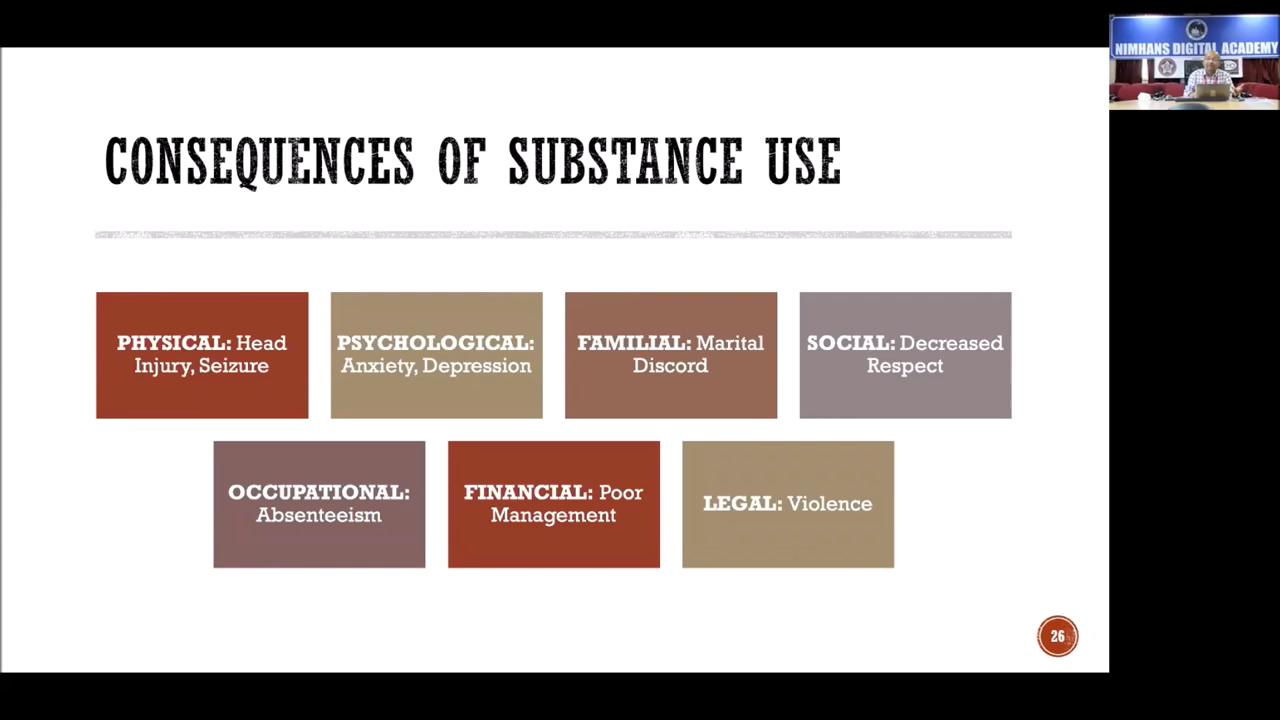 NIMHANS DIGITAL ACADEMY
CONSEQUENCES OF SUBSTANCE USE
PHYSICAL: Head
Injury, Seizure
PSYCHOLOGICAL:
Anxiety, Depression
FAMILIAL: Marital
Discord
SOCIAL: Decreased
Respect
OCCUPATIONAL:
Absenteeism
FINANCIAL: Poor
Management
LEGAL: Violence
26